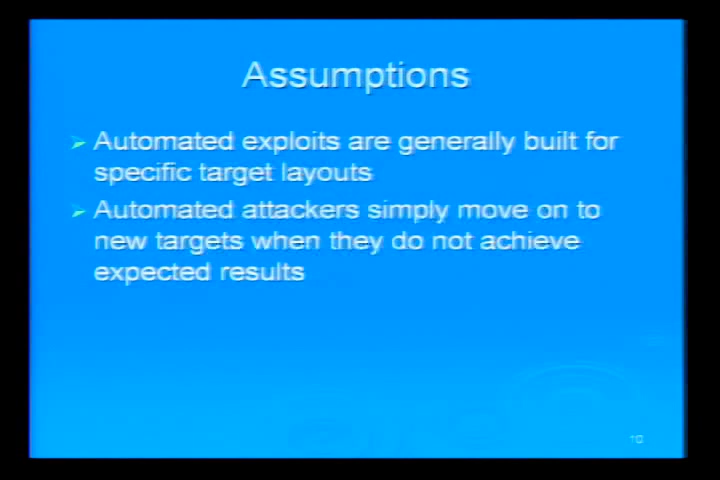 Assumptions
Automated exploits are generally built for
specific target layouts
Automated attackers simply move on to
new targets when they do not achieve
expected results
10